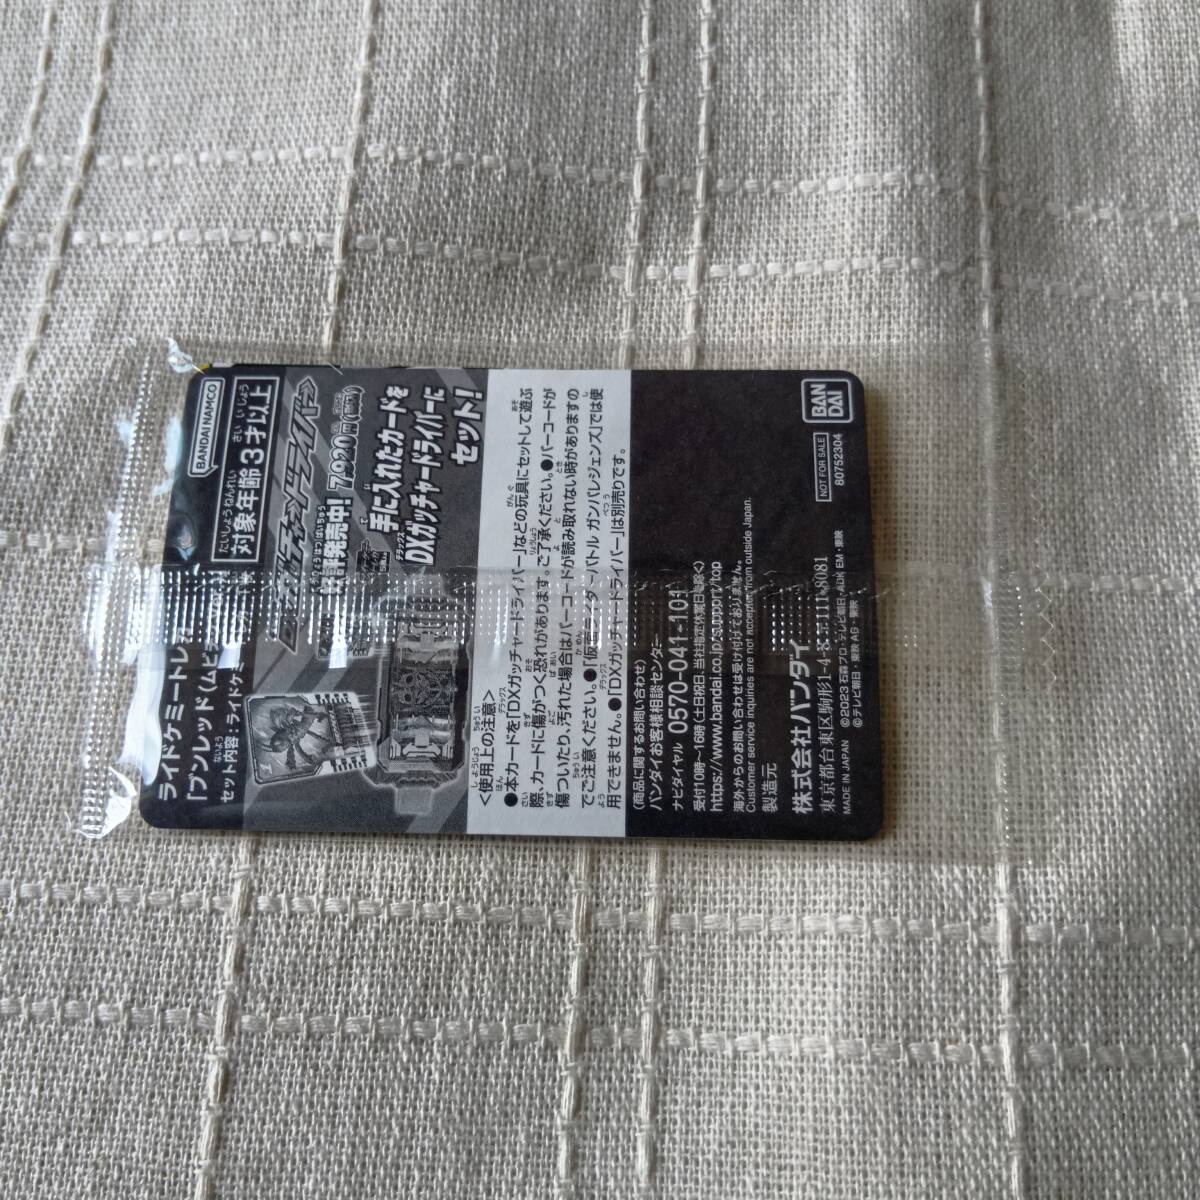 BANDAI NAMCO
対象年齢3才以上
ライドケミートレ
「ブンレッド(ムビチ
セット内容:ライドケミ
DXガッチャードライバー
好評発売中! 7,920円(税込)
手に入れたカードを
DXガッチャードライバーに
セット!
<使用上の注意>
●本カードを「DXガッチャードライバー」などの玩具にセットして遊ぶ
際、カードに傷がつく恐れがあります。ご了承ください。●バーコードが
傷ついたり、汚れた場合はバーコードが読み取れない時がありますの
でご注意ください。●「仮面ライダーバトル ガンバレジェンズ」では使
用できません。●「DXガッチャードライバー」は別売りです。
(商品に関するお問い合わせ)
バンダイお客様相談センター
ナビダイヤル 0570-041-101
受付10時〜16時(土日祝日、当社指定休業日を除く)
https://www.bandai.co.jp/support/top
海外からのお問い合わせは受け付けておりません。
Customer service inquiries are not accepted from outside Japan.
製造元
株式会社バンダイ
東京都台東区駒形1-4-8 〒111-8081
MADE IN JAPAN ©2023 石森プロ・テレビ朝日・ADK EM・東映
©テレビ朝日・東映 AG・東映
NOT FOR SALE
80752304
BAN
DAI